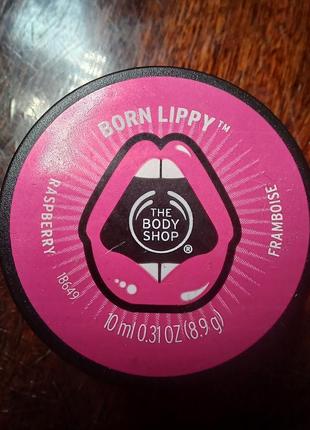 BORN LIPPY™
RASPBERRY
18649
THE
BODY
SHOP®
FRAMBOISE
10 ml 0.31 OZ (8.9 g)